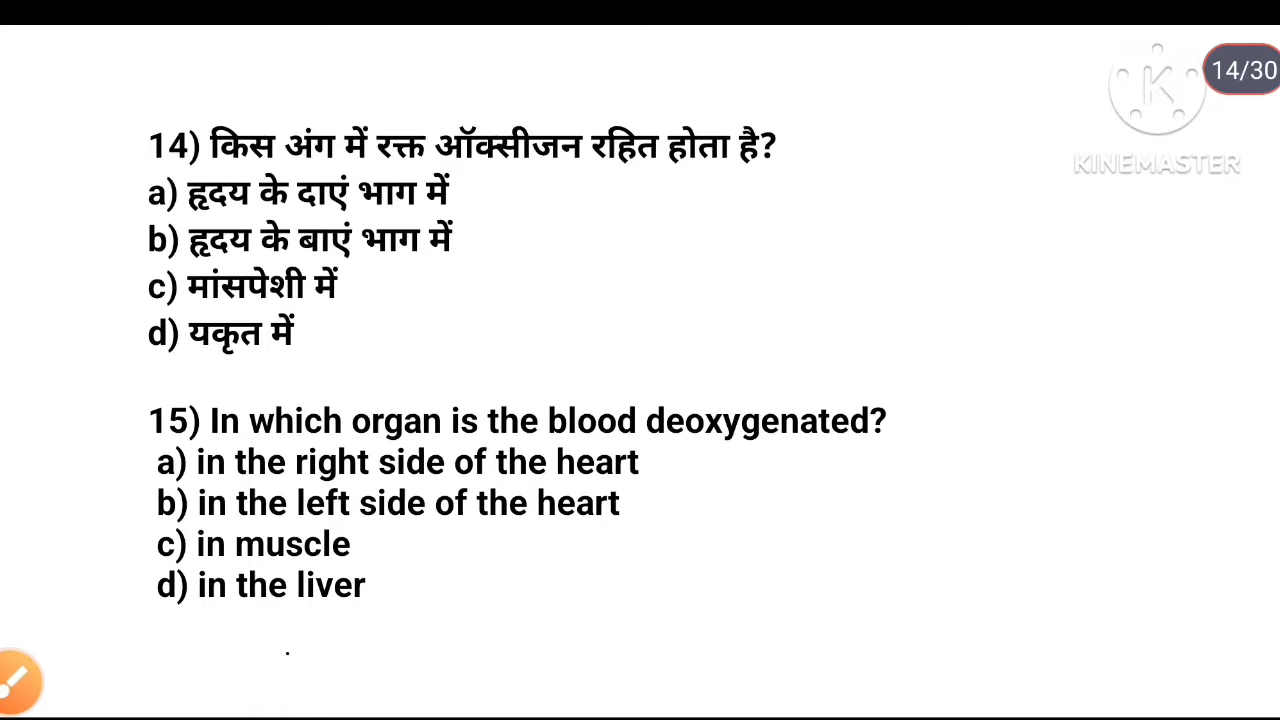 14/30
KINEMASTER
14) किस अंग में रक्त ऑक्सीजन रहित होता है?
a) हृदय के दाएं भाग में
b) हृदय के बाएं भाग में
c) मांसपेशी में
d) यकृत में
15) In which organ is the blood deoxygenated?
a) in the right side of the heart
b) in the left side of the heart
c) in muscle
d) in the liver